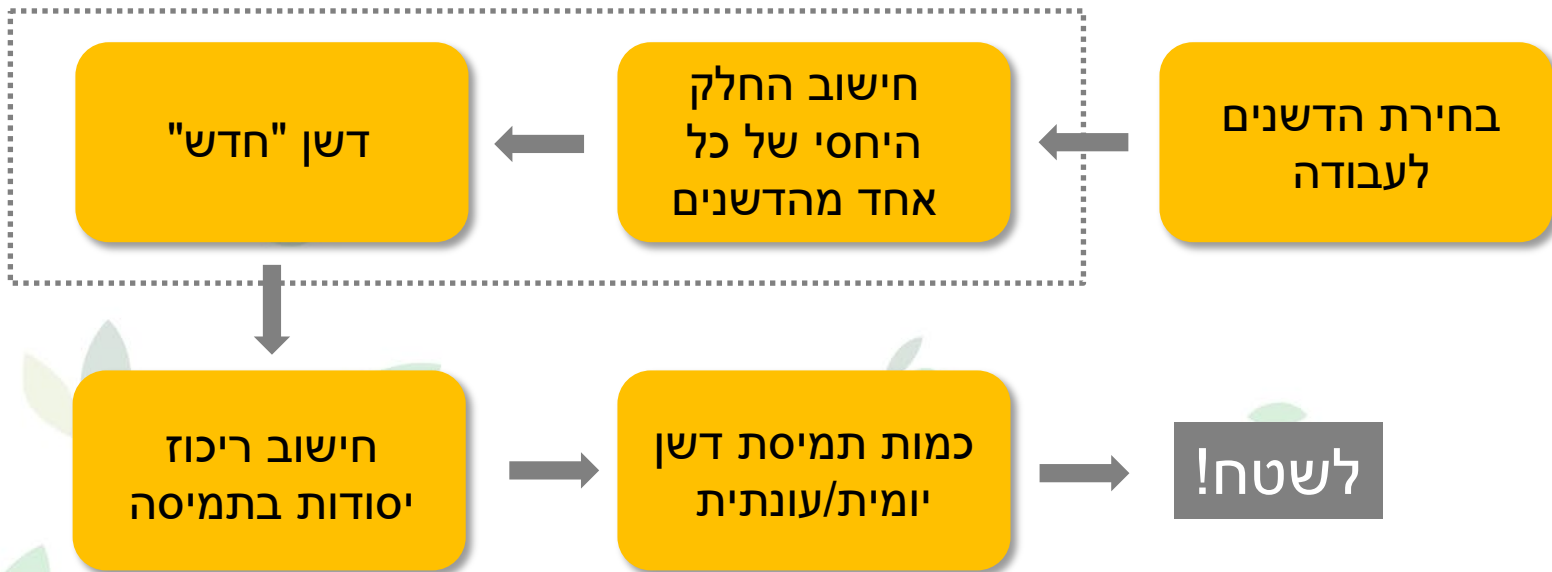 בחירת הדשנים
לעבודה
חישוב החלק
היחסי של כל
אחד מהדשנים
דשן "חדש"
חישוב ריכוז
יסודות בתמיסה
כמות תמיסת דשן
יומית/עונתית
לשטח!